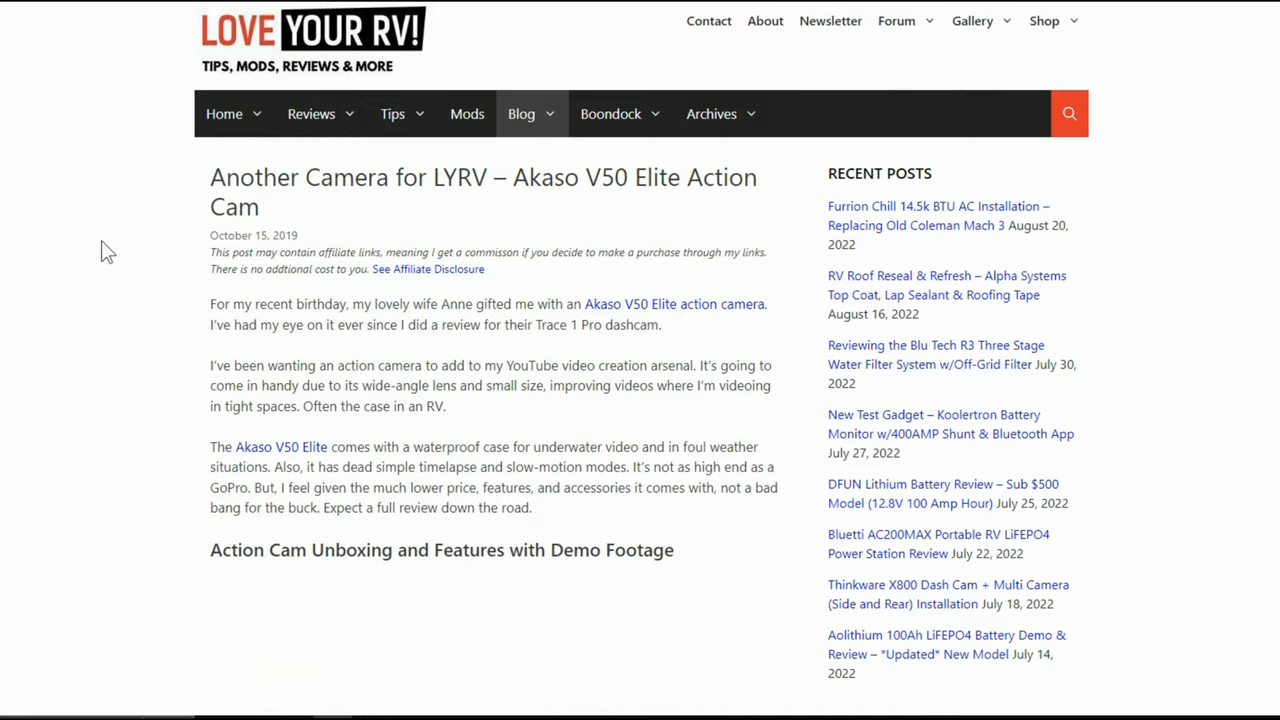 LOVE YOUR RV!
TIPS, MODS, REVIEWS & MORE
Contact About Newsletter Forum Gallery Shop
Home Reviews Tips Mods Blog Boondock Archives
Another Camera for LYRV – Akaso V50 Elite Action
Cam
October 15, 2019
This post may contain affiliate links, meaning I get a commisson if you decide to make a purchase through my links.
There is no addtional cost to you. See Affiliate Disclosure
For my recent birthday, my lovely wife Anne gifted me with an Akaso V50 Elite action camera.
I've had my eye on it ever since I did a review for their Trace 1 Pro dashcam.
I've been wanting an action camera to add to my YouTube video creation arsenal. It's going to
come in handy due to its wide-angle lens and small size, improving videos where I'm videoing
in tight spaces. Often the case in an RV.
The Akaso V50 Elite comes with a waterproof case for underwater video and in foul weather
situations. Also, it has dead simple timelapse and slow-motion modes. It's not as high end as a
GoPro. But, I feel given the much lower price, features, and accessories it comes with, not a bad
bang for the buck. Expect a full review down the road.
Action Cam Unboxing and Features with Demo Footage
RECENT POSTS
Furrion Chill 14.5k BTU AC Installation –
Replacing Old Coleman Mach 3 August 20,
2022
RV Roof Reseal & Refresh – Alpha Systems
Top Coat, Lap Sealant & Roofing Tape
August 16, 2022
Reviewing the Blu Tech R3 Three Stage
Water Filter System w/Off-Grid Filter July 30,
2022
New Test Gadget – Koolertron Battery
Monitor w/400AMP Shunt & Bluetooth App
July 27, 2022
DFUN Lithium Battery Review – Sub $500
Model (12.8V 100 Amp Hour) July 25, 2022
Bluetti AC200MAX Portable RV LiFEPO4
Power Station Review July 22, 2022
Thinkware X800 Dash Cam + Multi Camera
(Side and Rear) Installation July 18, 2022
Aolithium 100Ah LiFEPO4 Battery Demo &
Review – *Updated* New Model July 14,
2022